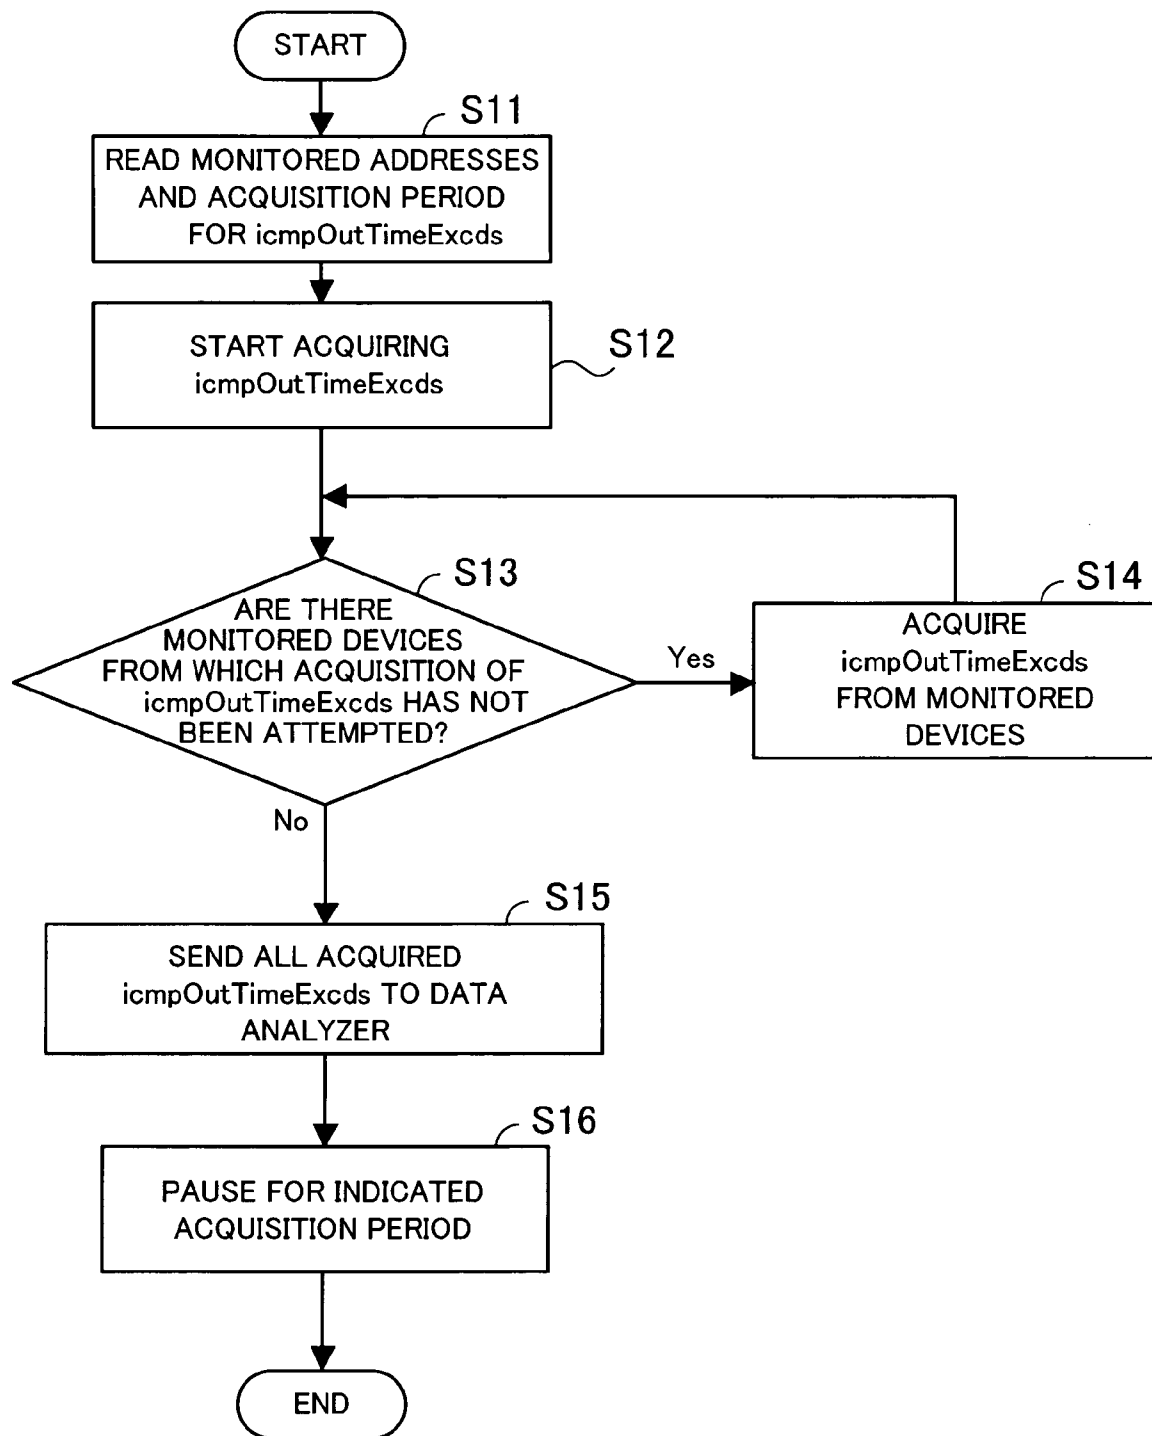 START
S11
READ MONITORED ADDRESSES
AND ACQUISITION PERIOD
FOR icmpOutTimeExcds
START ACQUIRING
icmpOutTimeExcds
S12
S13
ARE THERE
MONITORED DEVICES
FROM WHICH ACQUISITION OF
icmpOutTimeExcds HAS NOT
BEEN ATTEMPTED?
Yes
S14
ACQUIRE
icmpOutTimeExcds
FROM MONITORED
DEVICES
No
S15
SEND ALL ACQUIRED
icmpOutTimeExcds TO DATA
ANALYZER
S16
PAUSE FOR INDICATED
ACQUISITION PERIOD
END